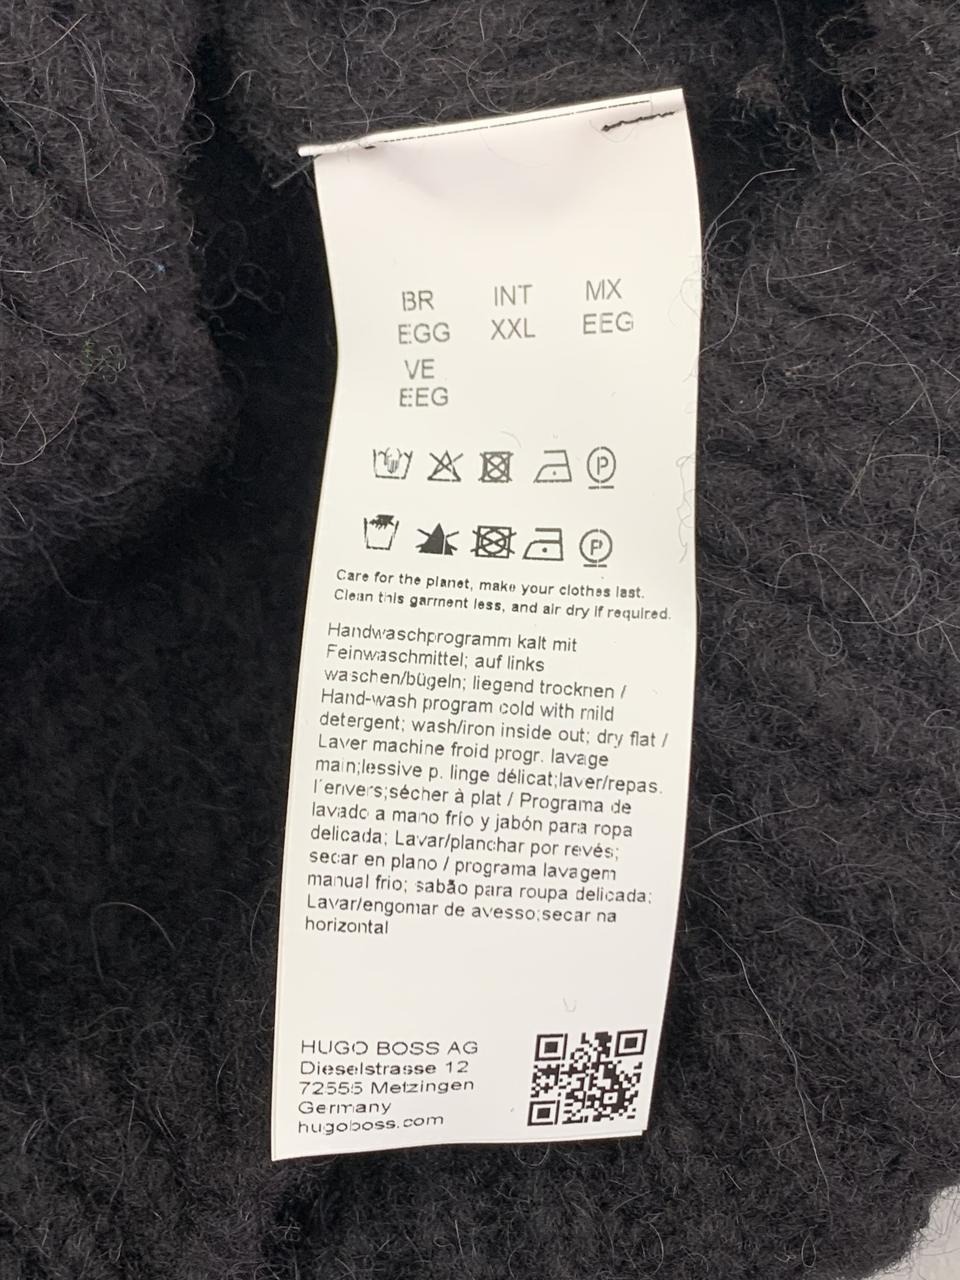 BR INT MX
EGG XXL EEG
VE
EEG
P
P
Care for the planet, make your clothes last.
Clean this garment less, and air dry if required.
Handwaschprogramm kalt mit
Feinwaschmittel; auf links
waschen/bügeln; liegend trocknen /
Hand-wash program cold with mild
detergent; wash/iron inside out; dry flat /
Laver machine froid progr. lavage
main;lessive p. linge délicat;laver/repas.
l´envers;sécher à plat / Programa de
lavado a mano frío y jabón para ropa
delicada; Lavar/planchar por revés;
secar en plano / programa lavagem
manual frio; sabão para roupa delicada;
Lavar/engomar de avesso;secar na
horizontal
HUGO BOSS AG
Dieselstrasse 12
72555 Metzingen
Germany
hugoboss.com